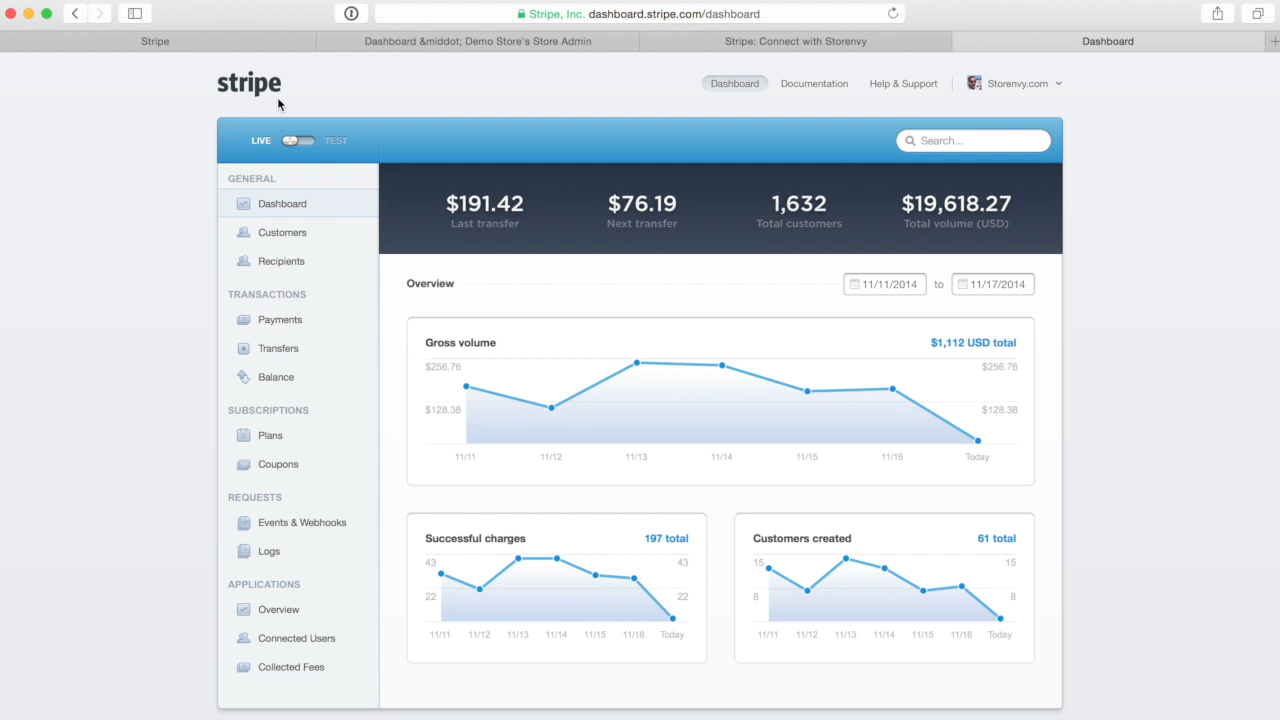 Stripe, Inc. dashboard.stripe.com/dashboard
Stripe
Dashboard &middot; Demo Store's Store Admin
Stripe: Connect with Storenvy
Dashboard
stripe
Dashboard
Documentation
Help & Support
Storenvy.com
LIVE
TEST
Search...
GENERAL
Dashboard
Customers
Recipients
TRANSACTIONS
Payments
Transfers
Balance
SUBSCRIPTIONS
Plans
Coupons
REQUESTS
Events & Webhooks
Logs
APPLICATIONS
Overview
Connected Users
Collected Fees
$191.42
Last transfer
$76.19
Next transfer
1,632
Total customers
$19,618.27
Total volume (USD)
Overview
11/11/2014 to 11/17/2014
Gross volume
$1,112 USD total
$256.76 $256.76
$128.38 $128.38
11/11 11/12 11/13 11/14 11/15 11/16 Today
Successful charges
197 total
43 43
22 22
11/11 11/12 11/13 11/14 11/15 11/16 Today
Customers created
61 total
15 15
8 8
11/11 11/12 11/13 11/14 11/15 11/16 Today